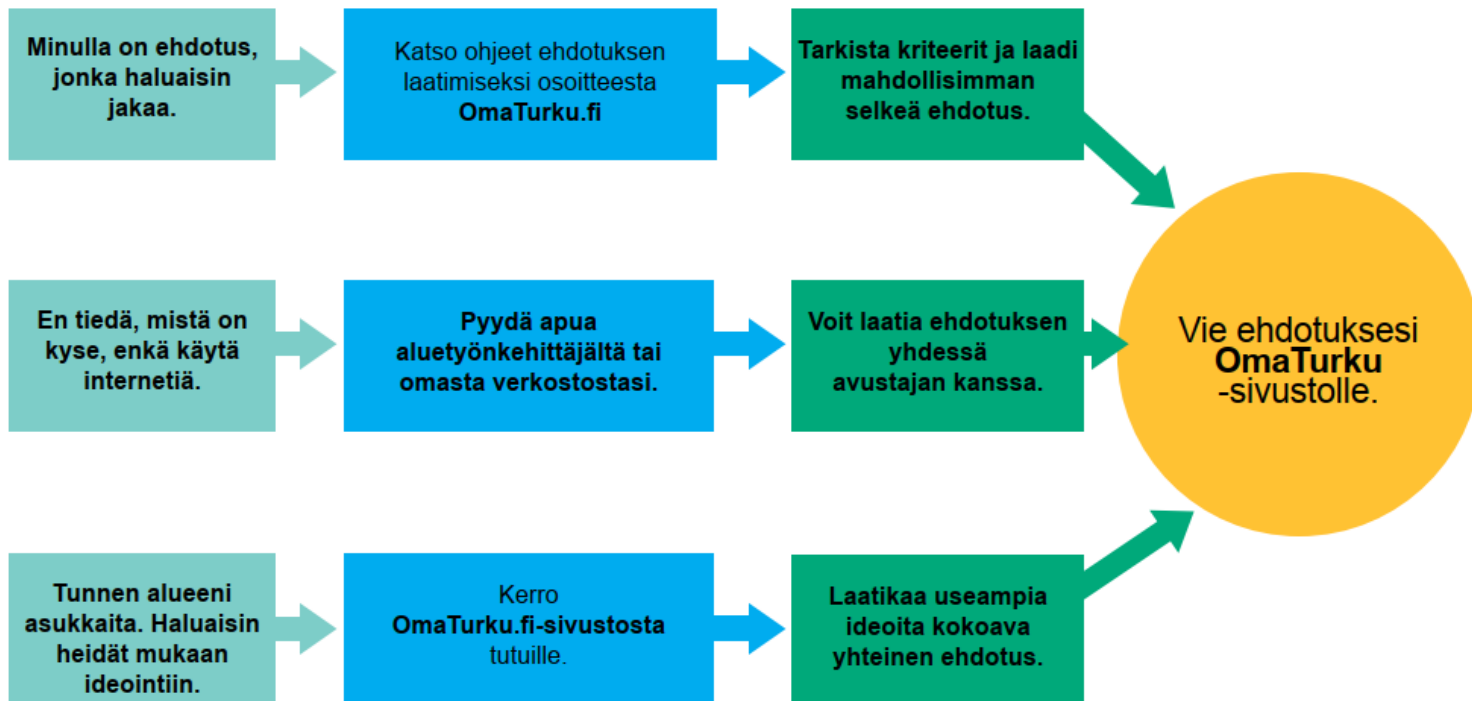 Minulla on ehdotus,
jonka haluaisin
jakaa.
Katso ohjeet ehdotuksen
laatimiseksi osoitteesta
OmaTurku.fi
Tarkista kriteerit ja laadi
mahdollisimman
selkeä ehdotus.
En tiedä, mistä on
kyse, enkä käytä
internetiä.
Pyydä apua
aluetyönkehittäjältä tai
omasta verkostostasi.
Voit laatia ehdotuksen
yhdessä
avustajan kanssa.
Tunnen alueeni
asukkaita. Haluaisin
heidät mukaan
ideointiin.
Kerro
OmaTurku.fi-sivustosta
tutuille.
Laatikaa useampia
ideoita kokoava
yhteinen ehdotus.
Vie ehdotuksesi
OmaTurku
-sivustolle.